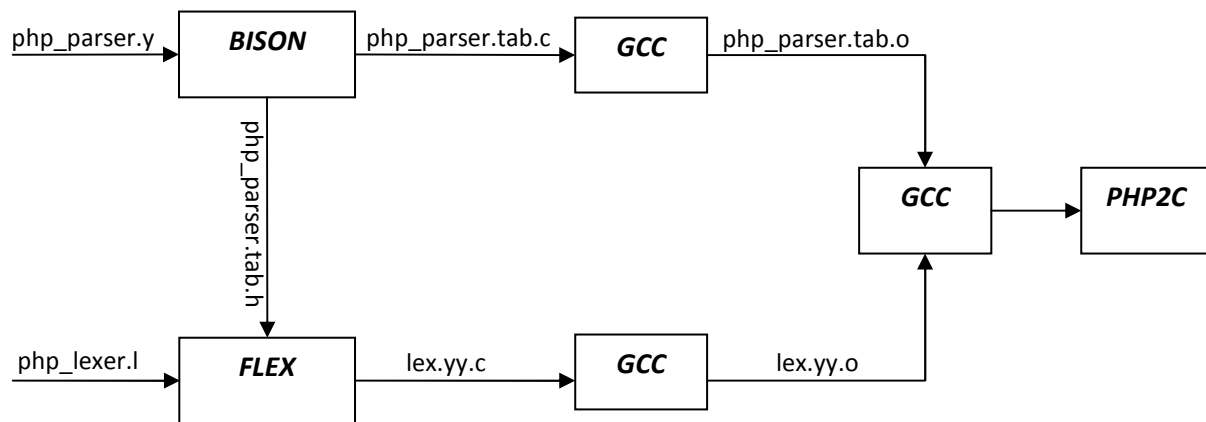 php_parser.y
BISON
php_parser.tab.c
GCC
php_parser.tab.o
php_parser.tab.h
GCC
PHP2C
php_lexer.l
FLEX
lex.yy.c
GCC
lex.yy.o